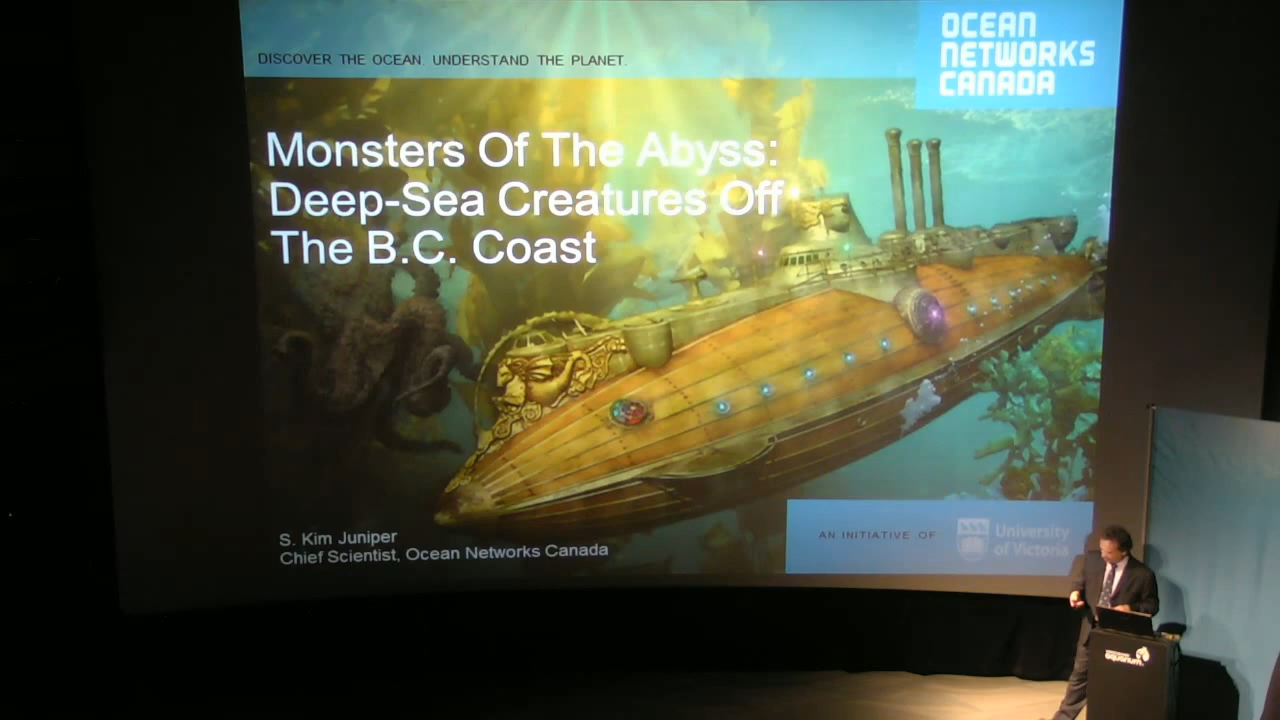 DISCOVER THE OCEAN. UNDERSTAND THE PLANET.
OCEAN
NETWORKS
CANADA
Monsters Of The Abyss:
Deep-Sea Creatures Off
The B.C. Coast
S. Kim Juniper
Chief Scientist, Ocean Networks Canada
AN INITIATIVE OF
University
of Victoria
aquarium